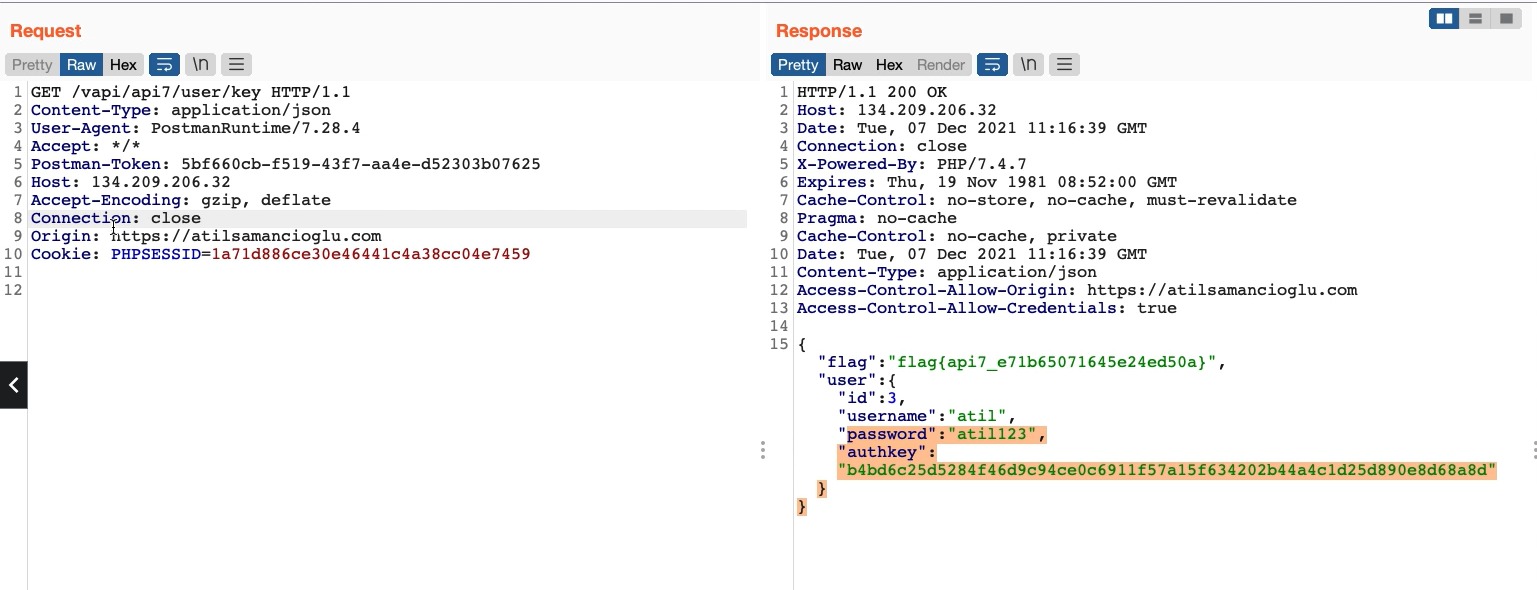 Request
Pretty Raw Hex \n
1 GET /vapi/api7/user/key HTTP/1.1
2 Content-Type: application/json
3 User-Agent: PostmanRuntime/7.28.4
4 Accept: */*
5 Postman-Token: 5bf660cb-f519-43f7-aa4e-d52303b07625
6 Host: 134.209.206.32
7 Accept-Encoding: gzip, deflate
8 Connection: close
9 Origin: https://atilsamancioglu.com
10 Cookie: PHPSESSID=1a71d886ce30e46441c4a38cc04e7459
11
12
Response
Pretty Raw Hex Render \n
1 HTTP/1.1 200 OK
2 Host: 134.209.206.32
3 Date: Tue, 07 Dec 2021 11:16:39 GMT
4 Connection: close
5 X-Powered-By: PHP/7.4.7
6 Expires: Thu, 19 Nov 1981 08:52:00 GMT
7 Cache-Control: no-store, no-cache, must-revalidate
8 Pragma: no-cache
9 Cache-Control: no-cache, private
10 Date: Tue, 07 Dec 2021 11:16:39 GMT
11 Content-Type: application/json
12 Access-Control-Allow-Origin: https://atilsamancioglu.com
13 Access-Control-Allow-Credentials: true
14
15 {
"flag":"flag{api7_e71b65071645e24ed50a}",
"user":{
"id":3,
"username":"atil",
"password":"atil123",
"authkey":
"b4bd6c25d5284f46d9c94ce0c6911f57a15f634202b44a4c1d25d890e8d68a8d"
}
}